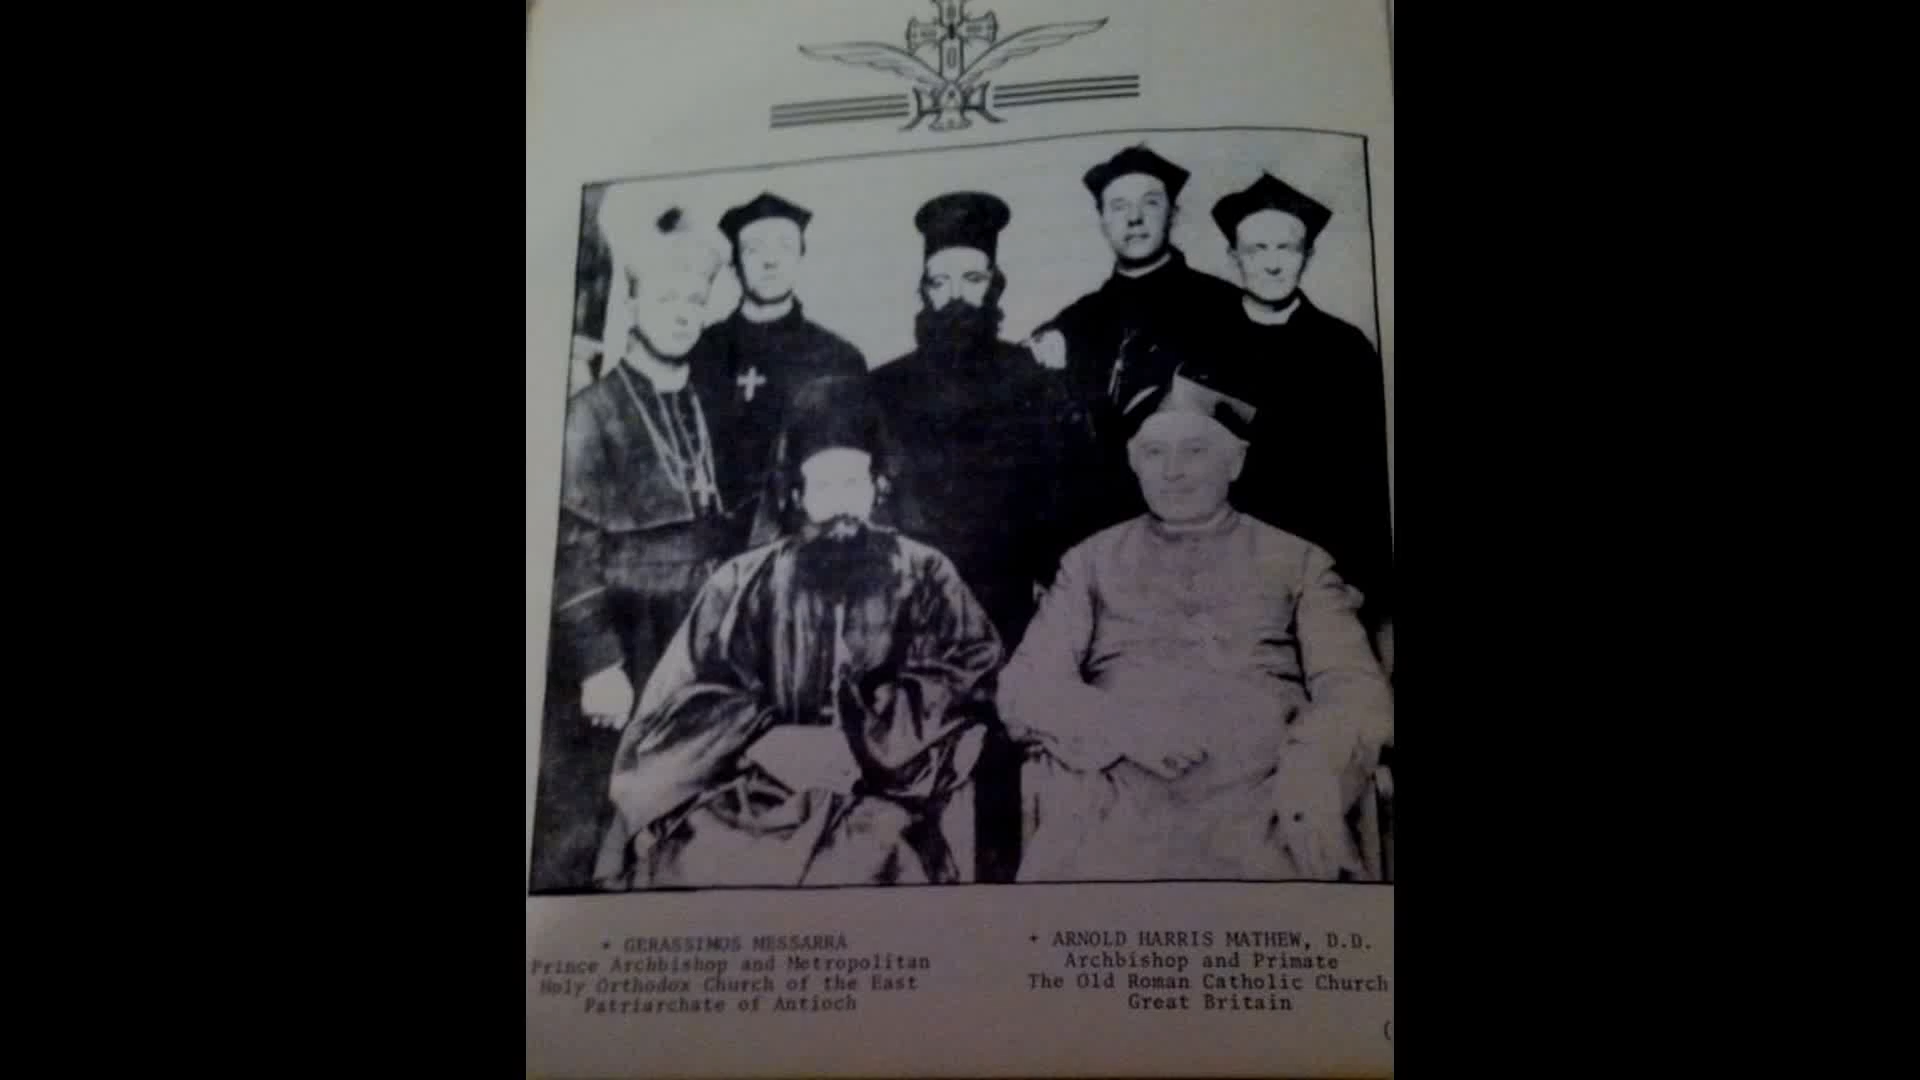 + GERASSIMOS MESSARRA
Prince Archbishop and Metropolitan
Holy Orthodox Church of the East
Patriarchate of Antioch
+ ARNOLD HARRIS MATHEW, D.D.
Archbishop and Primate
The Old Roman Catholic Church
Great Britain
(